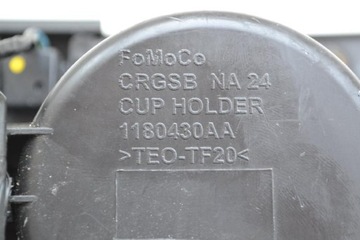 FoMoCo
CRGSB NA 24
CUP HOLDER
1180430AA
>TEO-TF20<